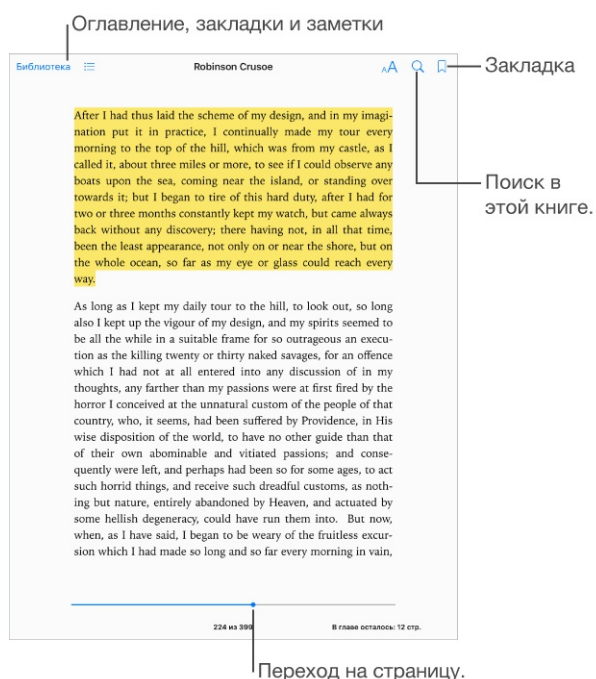 Оглавление, закладки и заметки
Библиотека
Robinson Crusoe
AA
Закладка
After I had thus laid the scheme of my design, and in my imagi-
nation put it in practice, I continually made my tour every
morning to the top of the hill, which was from my castle, as I
called it, about three miles or more, to see if I could observe any
boats upon the sea, coming near the island, or standing over
towards it; but I began to tire of this hard duty, after I had for
two or three months constantly kept my watch, but came always
back without any discovery; there having not, in all that time,
been the least appearance, not only on or near the shore, but on
the whole ocean, so far as my eye or glass could reach every
way.
Поиск в
этой книге.
As long as I kept my daily tour to the hill, to look out, so long
also I kept up the vigour of my design, and my spirits seemed to
be all the while in a suitable frame for so outrageous an execu-
tion as the killing twenty or thirty naked savages, for an offence
which I had not at all entered into any discussion of in my
thoughts, any farther than my passions were at first fired by the
horror I conceived at the unnatural custom of the people of that
country, who, it seems, had been suffered by Providence, in His
wise disposition of the world, to have no other guide than that
of their own abominable and vitiated passions; and conse-
quently were left, and perhaps had been so for some ages, to act
such horrid things, and receive such dreadful customs, as noth-
ing but nature, entirely abandoned by Heaven, and actuated by
some hellish degeneracy, could have run them into. But now,
when, as I have said, I began to be weary of the fruitless excur-
sion which I had made so long and so far every morning in vain,
224 из 399
В главе осталось: 12 стр.
Переход на страницу.